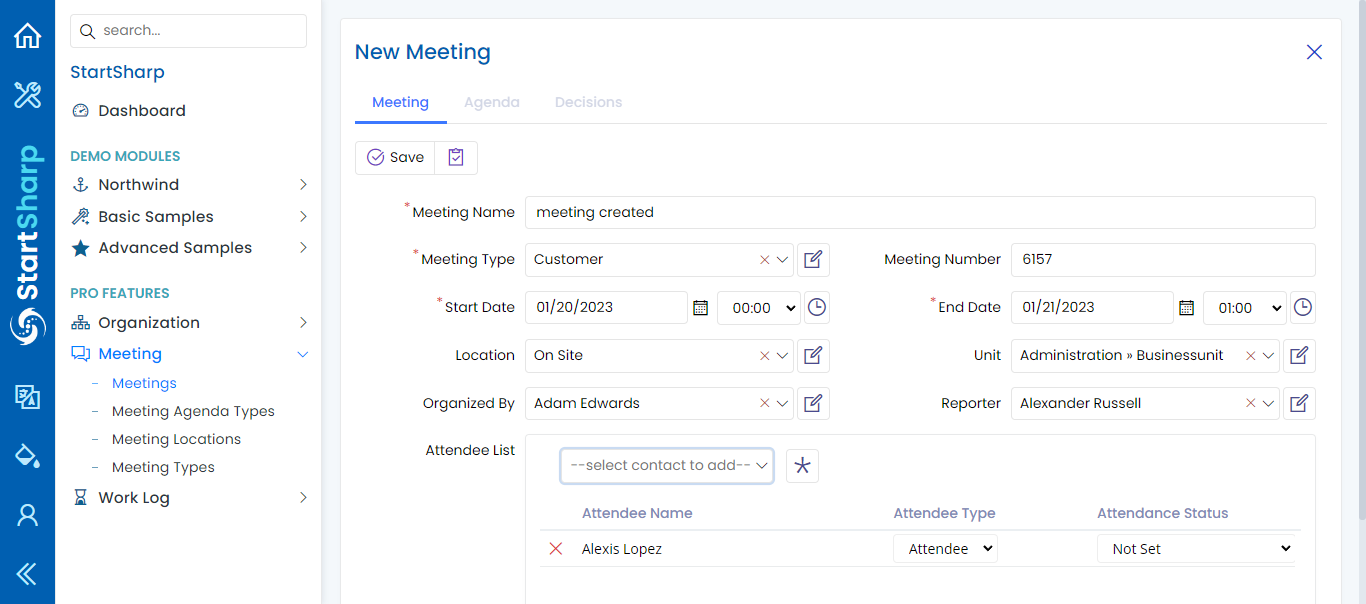 StartSharp
search...
StartSharp
Dashboard
DEMO MODULES
Northwind
Basic Samples
Advanced Samples
PRO FEATURES
Organization
Meeting
– Meetings
– Meeting Agenda Types
– Meeting Locations
– Meeting Types
Work Log
New Meeting
Meeting Agenda Decisions
Save
*Meeting Name meeting created
*Meeting Type Customer Meeting Number 6157
*Start Date 01/20/2023 00:00 *End Date 01/21/2023 01:00
Location On Site Unit Administration » Businessunit
Organized By Adam Edwards Reporter Alexander Russell
Attendee List --select contact to add--
Attendee Name Attendee Type Attendance Status
Alexis Lopez Attendee Not Set